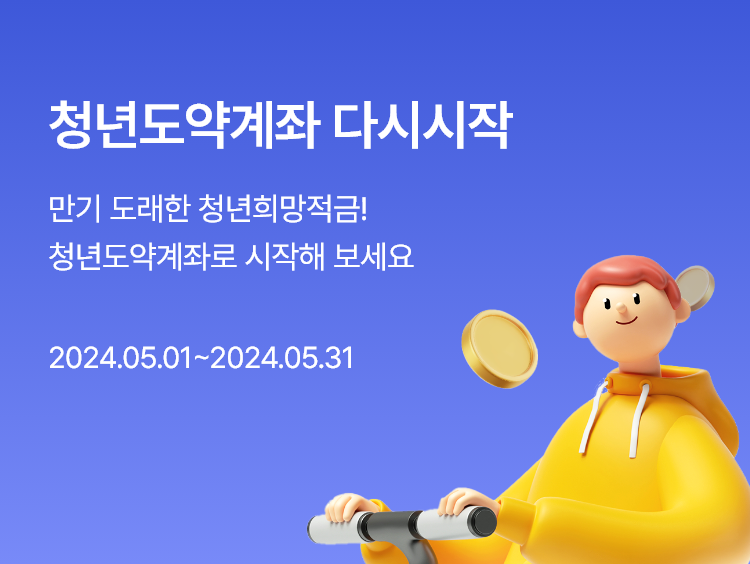 청년도약계좌 다시시작
만기 도래한 청년희망적금!
청년도약계좌로 시작해 보세요
2024.05.01~2024.05.31